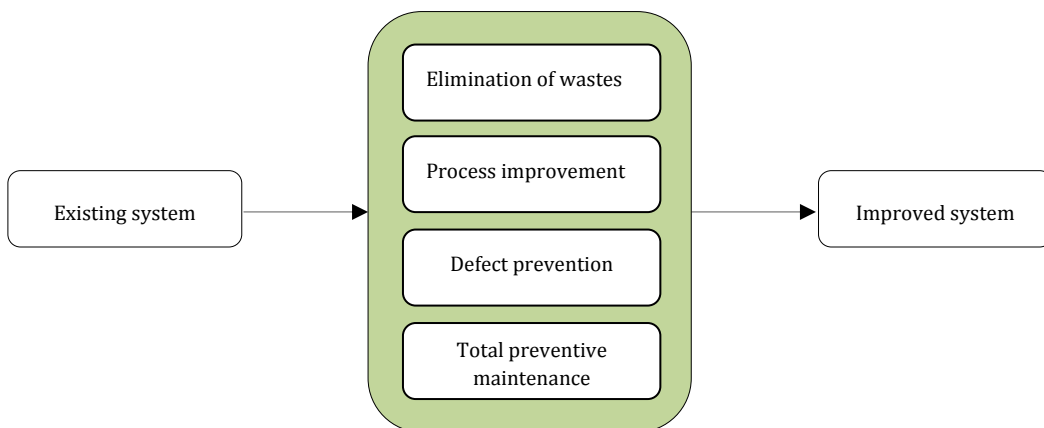 Existing system
Elimination of wastes
Process improvement
Defect prevention
Total preventive
maintenance
Improved system